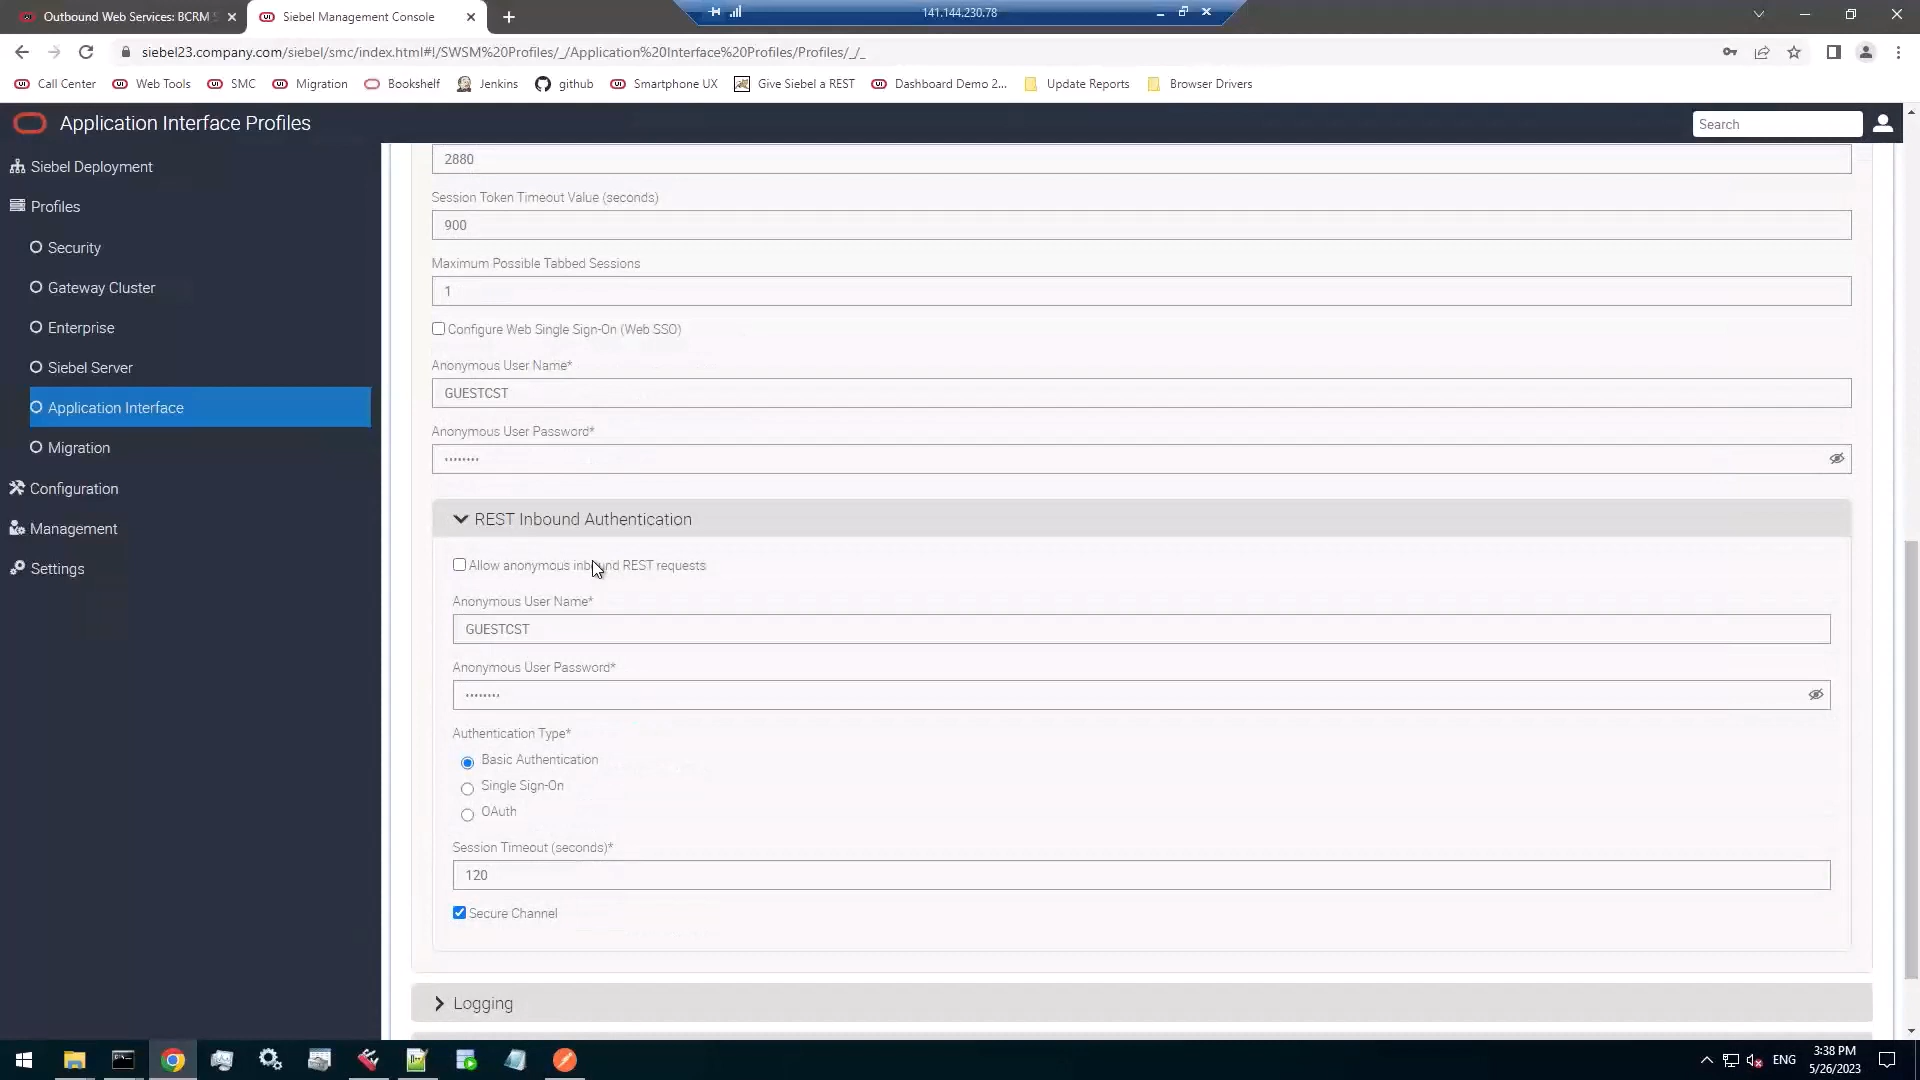 Outbound Web Services: BCRM
Siebel Management Console
141.144.230.78
siebel23.company.com/siebel/smc/index.html#!/SWSM%20Profiles/_/Application%20Interface%20Profiles/Profiles/_/_
Call Center
Web Tools
SMC
Migration
Bookshelf
Jenkins
github
Smartphone UX
Give Siebel a REST
Dashboard Demo 2...
Update Reports
Browser Drivers
Application Interface Profiles
Search
Siebel Deployment
Profiles
Security
Gateway Cluster
Enterprise
Siebel Server
Application Interface
Migration
Configuration
Management
Settings
2880
Session Token Timeout Value (seconds)
900
Maximum Possible Tabbed Sessions
1
Configure Web Single Sign-On (Web SSO)
Anonymous User Name*
GUESTCST
Anonymous User Password*
········
REST Inbound Authentication
Allow anonymous inbound REST requests
Anonymous User Name*
GUESTCST
Anonymous User Password*
········
Authentication Type*
Basic Authentication
Single Sign-On
OAuth
Session Timeout (seconds)*
120
Secure Channel
Logging
ENG
3:38 PM
5/26/2023